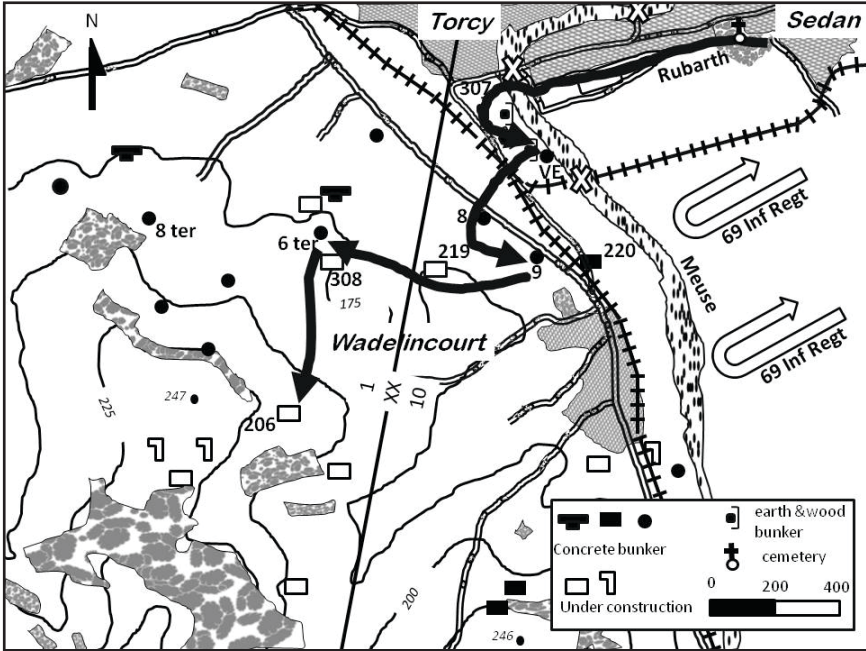 Torcy
Sedan
N
Rubarth
307
VE
69 Inf Regt
8 ter
8
6 ter
219
220
9
308
175
Meuse
Wadelincourt
69 Inf Regt
1
XX
10
225
247
206
200
246
earth & wood
bunker
Concrete bunker
cemetery
Under construction
0 200 400